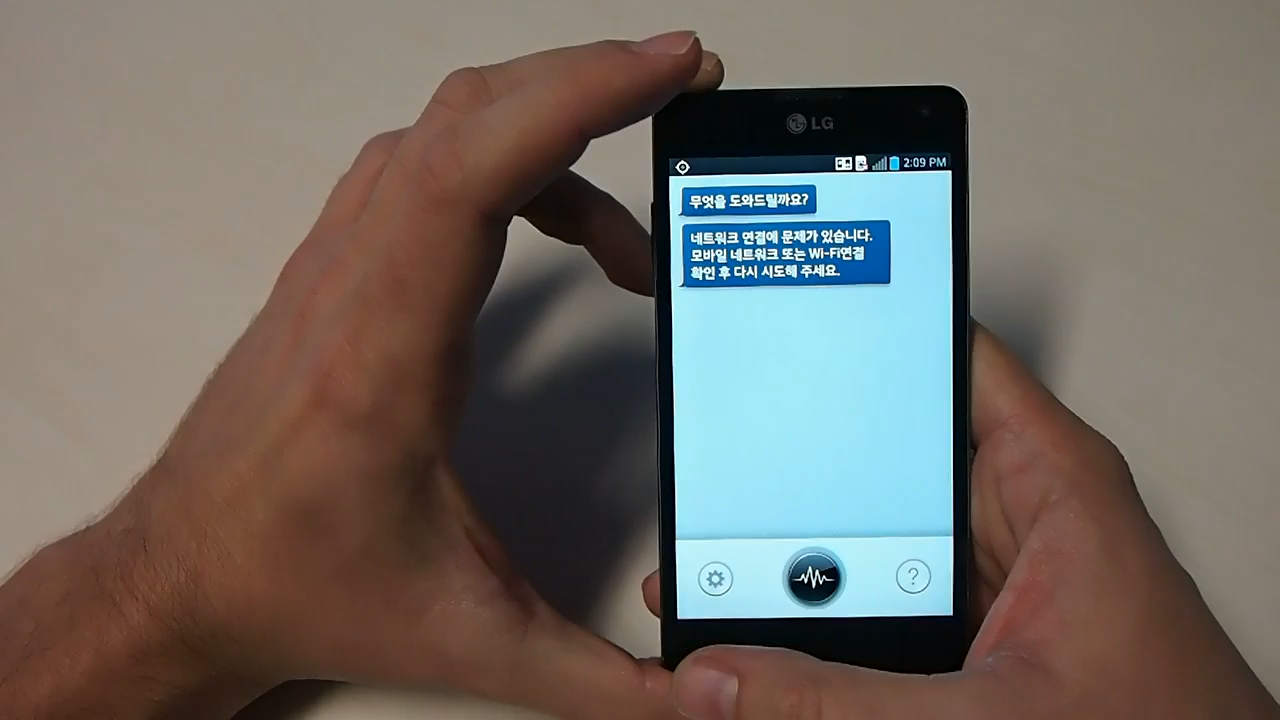 LG
2:09 PM
무엇을 도와드릴까요?
네트워크 연결에 문제가 있습니다.
모바일 네트워크 또는 Wi-Fi연결
확인 후 다시 시도해 주세요.
?